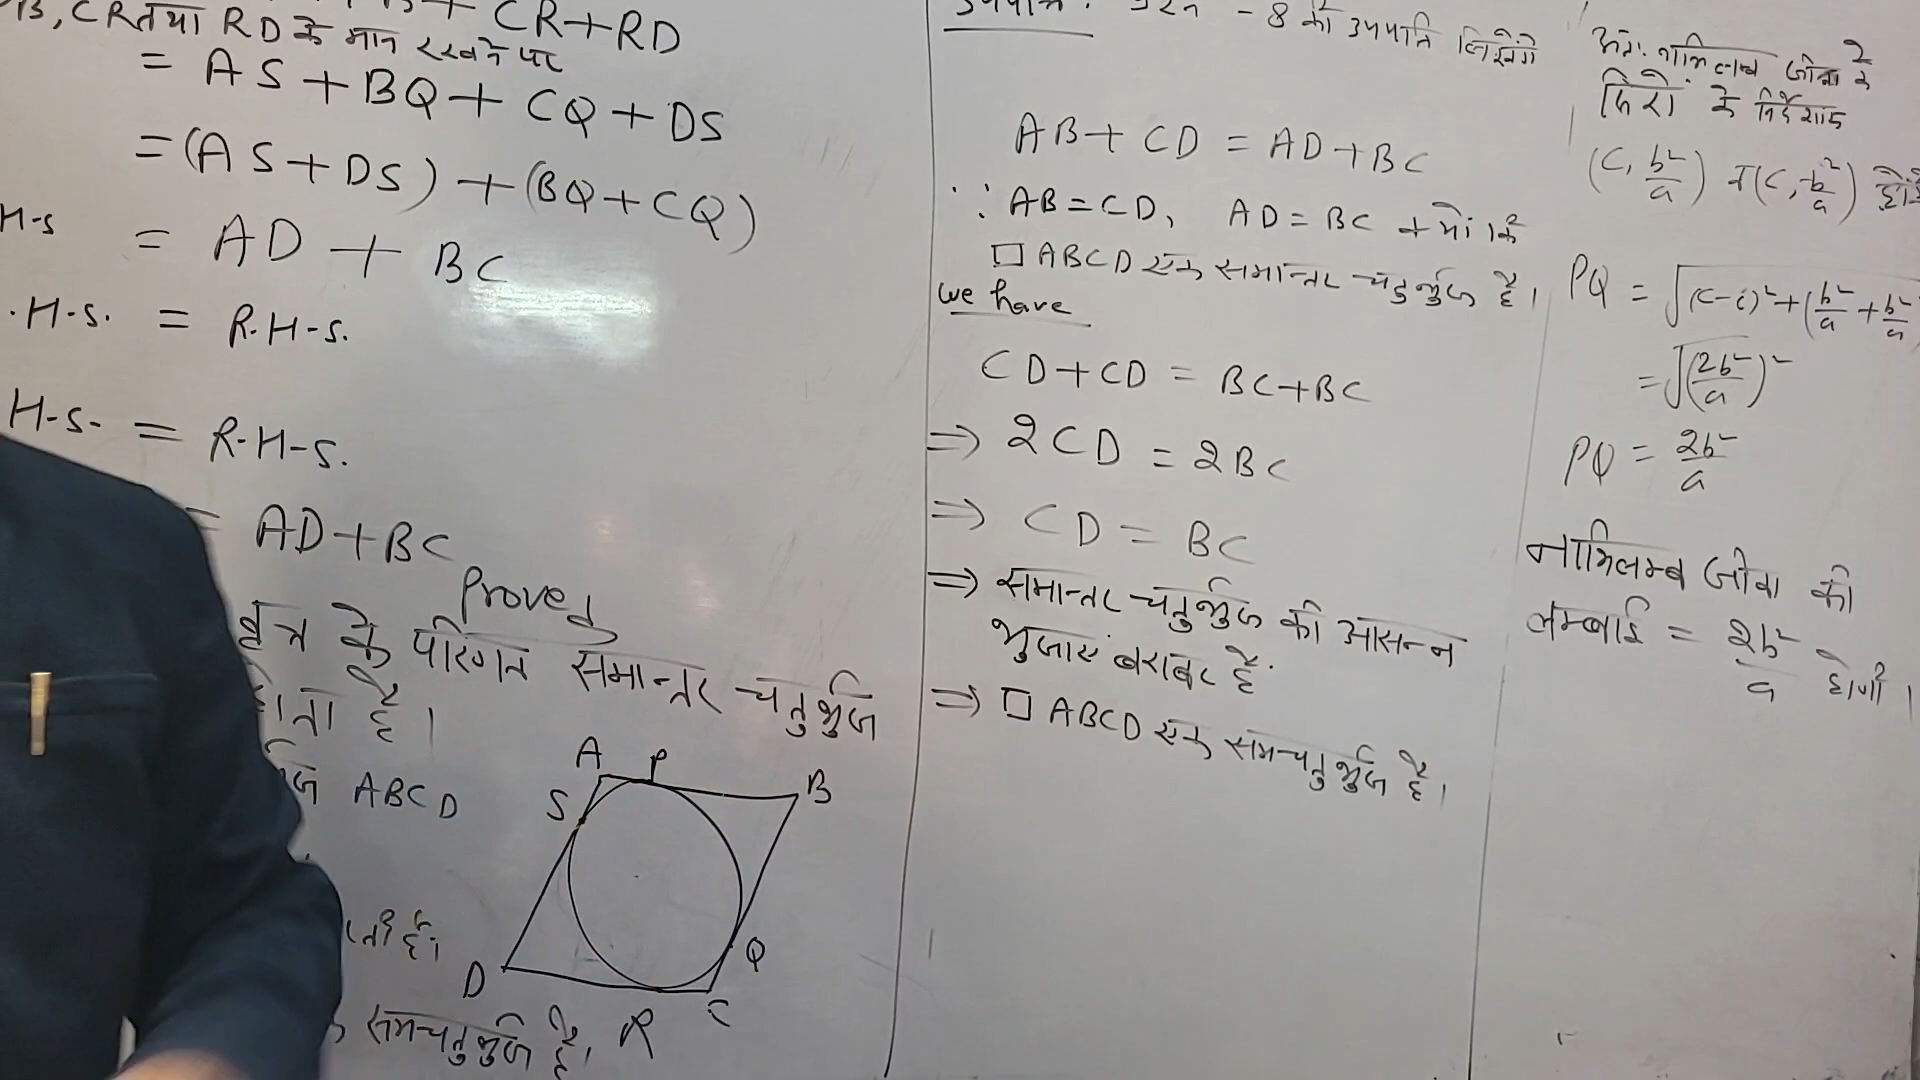 CR+RD
B, CR तथा RD के मान रखने पर
= AS + BQ + CQ + DS
= (AS + DS) + (BQ + CQ)
H-S = AD + BC
.H-S. = R.H-S.
H-S- = R-H-S.
= AD+BC
Proved
वृत्त के परिगत समान्तर चतुर्भुज
होता है।
ABCD
A P B
S
D Q
R C
समचतुर्भुज है।
- 8 की उपपत्ति लिखेंगे
AB + CD = AD + BC
∵ AB = CD, AD = BC क्योंकि
□ ABCD एक समान्तर चतुर्भुज है।
we have
CD+CD = BC+BC
⇒ 2CD = 2BC
⇒ CD = BC
⇒ समान्तर चतुर्भुज की आसन्न
भुजाएं बराबर हैं.
⇒ □ ABCD एक समचतुर्भुज है।
अतः नाभिलम्ब जीवा के
सिरों के निर्देशांक
(C, b²/a) व (C, -b²/a) होंगे
PQ = √(c-c)² + (b²/a + b²/a
= √(2b²/a)²
PQ = 2b²/a
नाभिलम्ब जीवा की
लम्बाई = 2b²/a होगी।